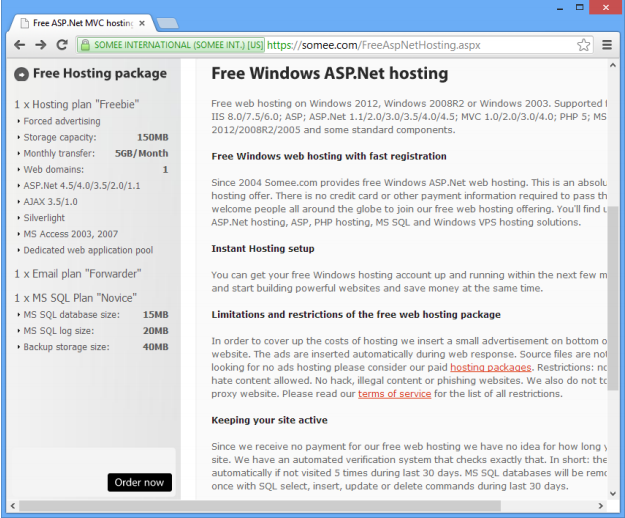 Free ASP.Net MVC hosting
SOMEE INTERNATIONAL (SOMEE INT.) [US] https://somee.com/FreeAspNetHosting.aspx
Free Hosting package
1 x Hosting plan "Freebie"
Forced advertising
Storage capacity: 150MB
Monthly transfer: 5GB/Month
Web domains: 1
ASP.Net 4.5/4.0/3.5/2.0/1.1
AJAX 3.5/1.0
Silverlight
MS Access 2003, 2007
Dedicated web application pool
1 x Email plan "Forwarder"
1 x MS SQL Plan "Novice"
MS SQL database size: 15MB
MS SQL log size: 20MB
Backup storage size: 40MB
Order now
Free Windows ASP.Net hosting
Free web hosting on Windows 2012, Windows 2008R2 or Windows 2003. Supported
IIS 8.0/7.5/6.0; ASP; ASP.Net 1.1/2.0/3.0/3.5/4.0/4.5; MVC 1.0/2.0/3.0/4.0; PHP 5; MS
2012/2008R2/2005 and some standard components.
Free Windows web hosting with fast registration
Since 2004 Somee.com provides free Windows ASP.Net web hosting. This is an absolu
hosting offer. There is no credit card or other payment information required to pass th
welcome people all around the globe to join our free web hosting offering. You'll find u
ASP.Net hosting, ASP, PHP hosting, MS SQL and Windows VPS hosting solutions.
Instant Hosting setup
You can get your free Windows hosting account up and running within the next few m
and start building powerful websites and save money at the same time.
Limitations and restrictions of the free web hosting package
In order to cover up the costs of hosting we insert a small advertisement on bottom o
website. The ads are inserted automatically during web response. Source files are not
looking for no ads hosting please consider our paid hosting packages. Restrictions: no
hate content allowed. No hack, illegal content or phishing websites. We also do not to
proxy website. Please read our terms of service for the list of all restrictions.
Keeping your site active
Since we receive no payment for our free web hosting we have no idea for how long y
site. We have an automated verification system that checks exactly that. In short: the
automatically if not visited 5 times during last 30 days. MS SQL databases will be remo
once with SQL select, insert, update or delete commands during last 30 days.